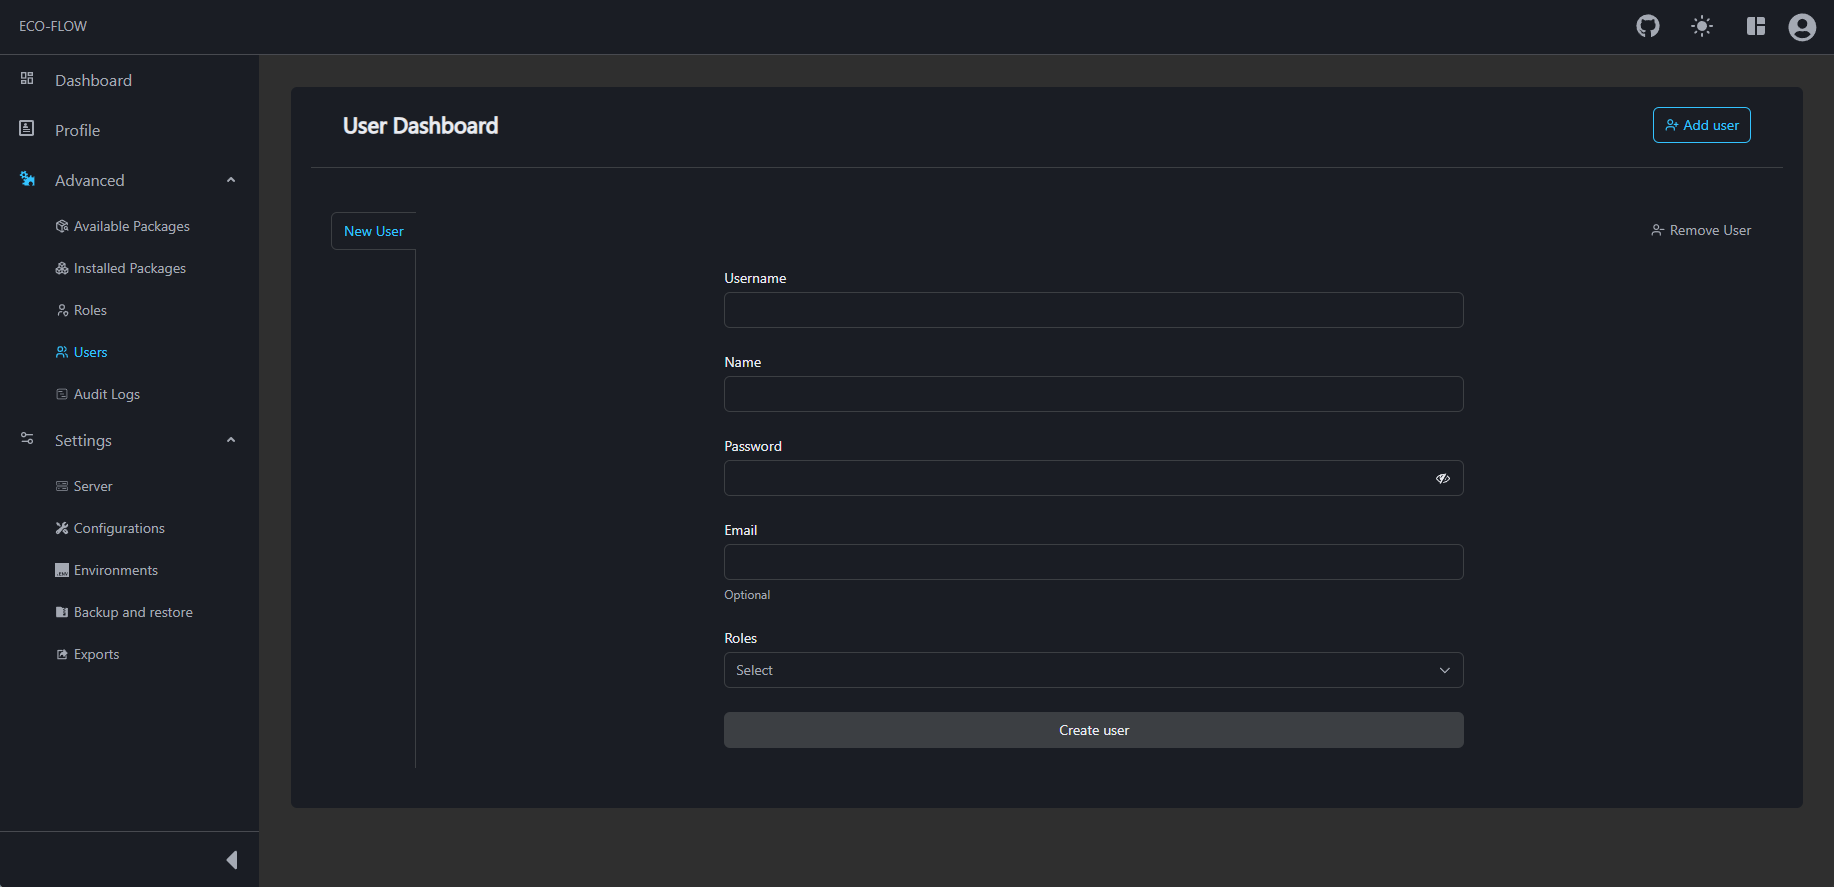 ECO-FLOW
Dashboard
Profile
Advanced
Available Packages
Installed Packages
Roles
Users
Audit Logs
Settings
Server
Configurations
.ENV Environments
Backup and restore
Exports
User Dashboard
Add user
New User
Remove User
Username
Name
Password
Email
Optional
Roles
Select
Create user